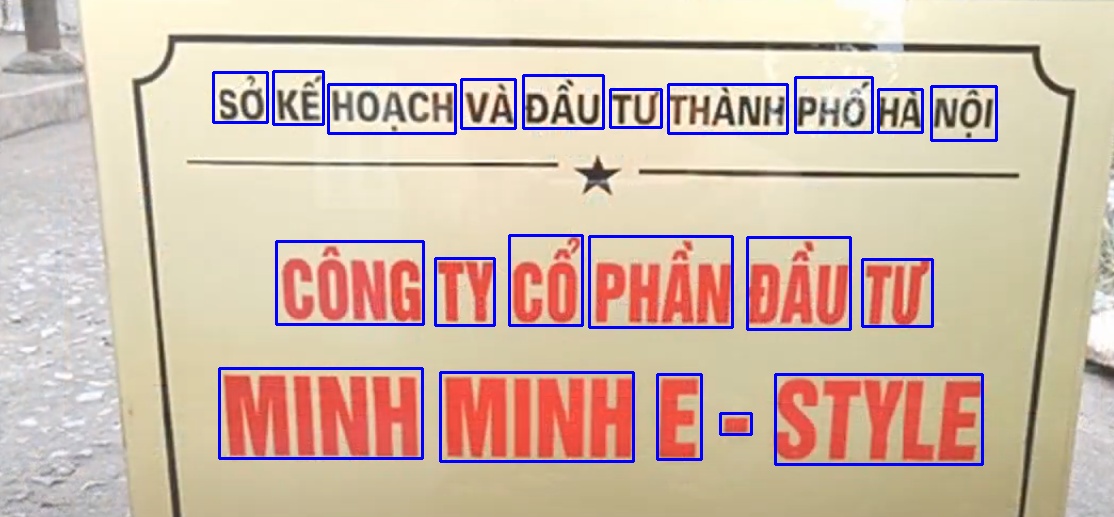 SỞ KẾ HOẠCH VÀ ĐẦU TƯ THÀNH PHỐ HÀ NỘI
CÔNG TY CỔ PHẦN ĐẦU TƯ
MINH MINH E - STYLE